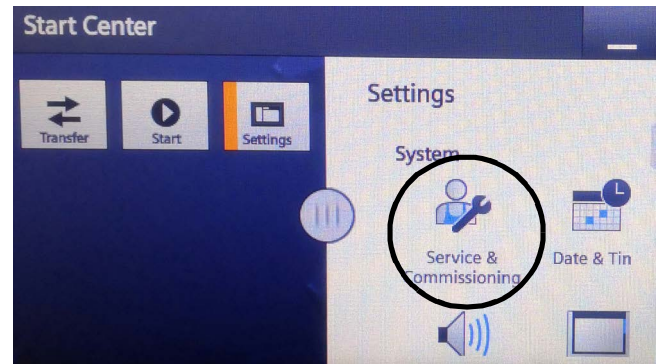 Start Center
Transfer
Start
Settings
Settings
System
Service &
Commissioning
Date & Tin